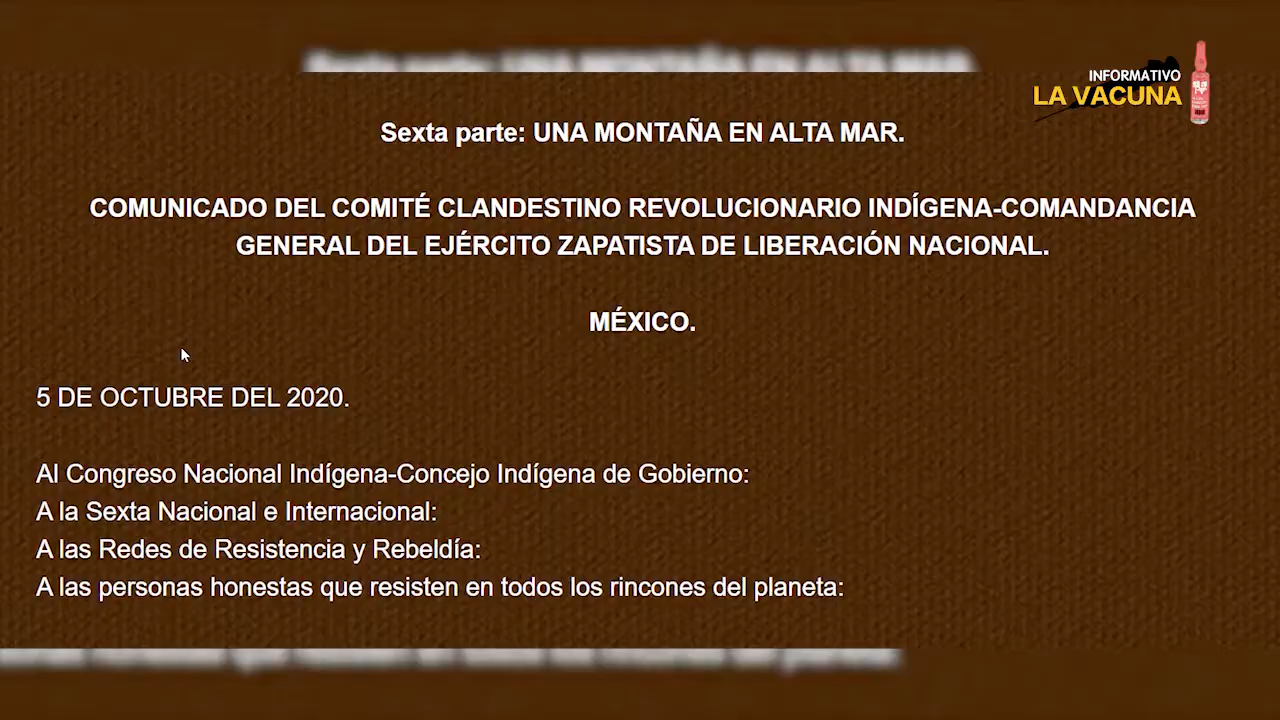 INFORMATIVO
LA VACUNA
Sexta parte: UNA MONTAÑA EN ALTA MAR.
COMUNICADO DEL COMITÉ CLANDESTINO REVOLUCIONARIO INDÍGENA-COMANDANCIA
GENERAL DEL EJÉRCITO ZAPATISTA DE LIBERACIÓN NACIONAL.
MÉXICO.
5 DE OCTUBRE DEL 2020.
Al Congreso Nacional Indígena-Concejo Indígena de Gobierno:
A la Sexta Nacional e Internacional:
A las Redes de Resistencia y Rebeldía:
A las personas honestas que resisten en todos los rincones del planeta: